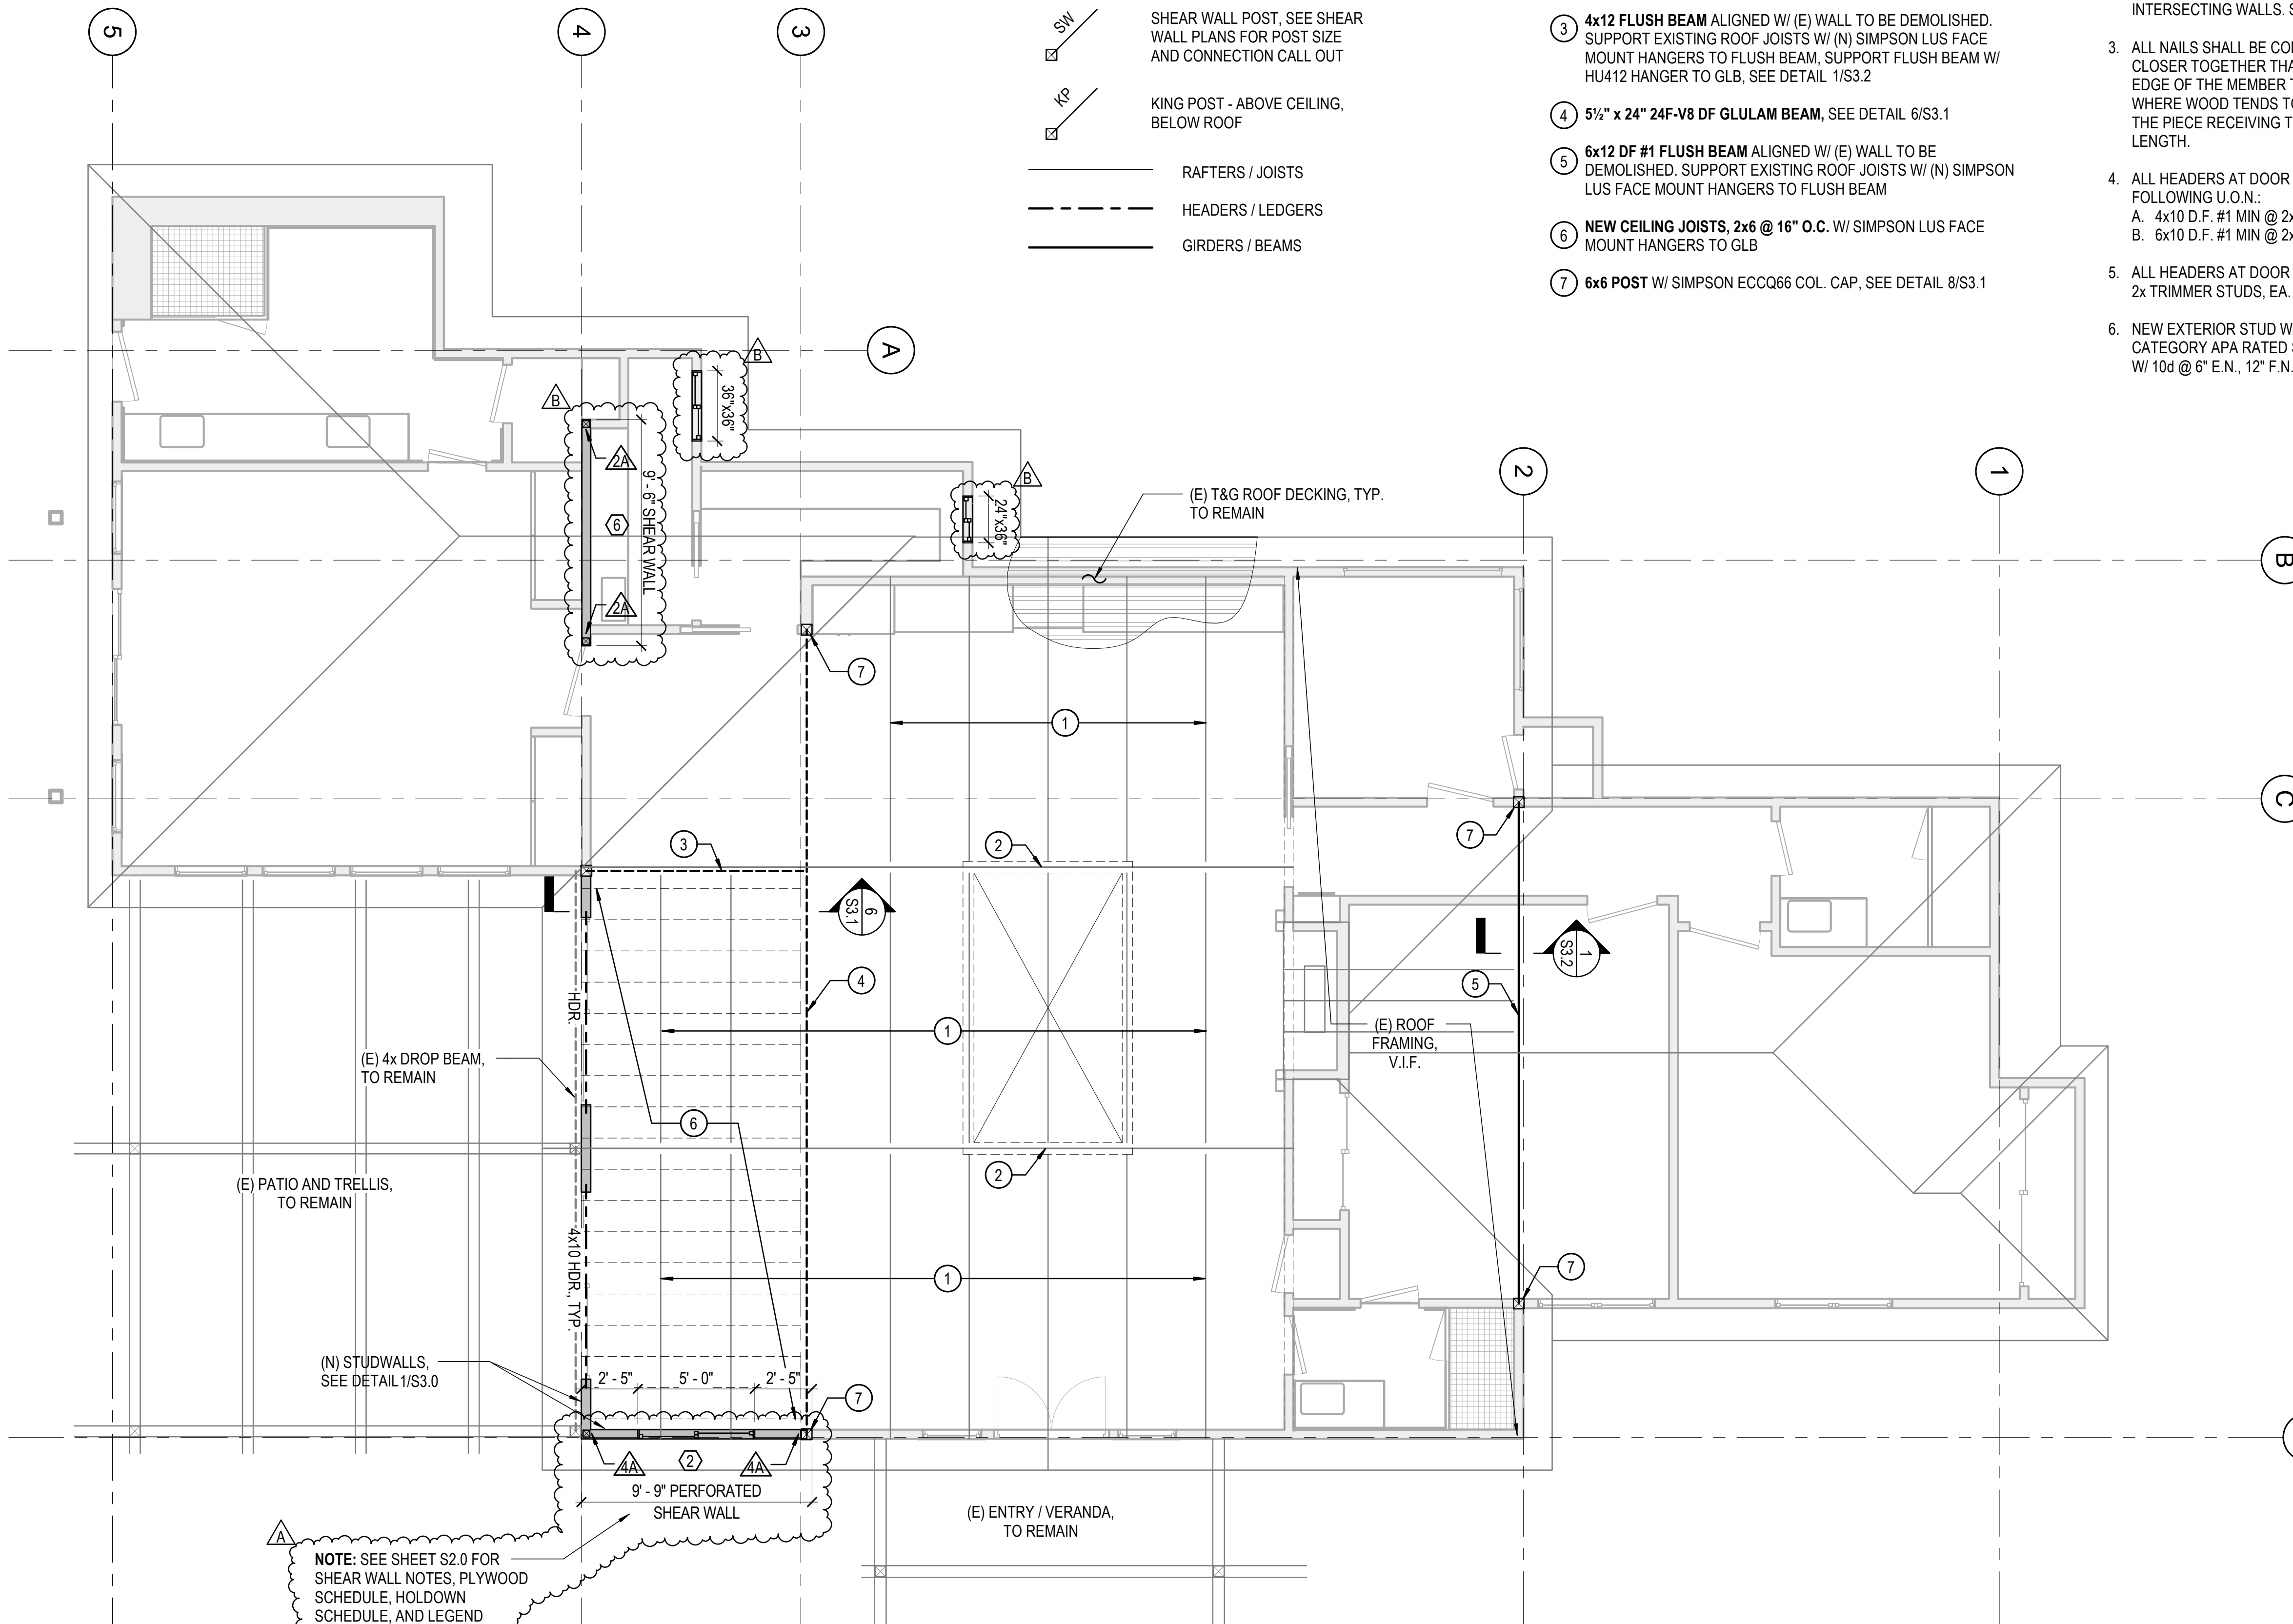 5
4
3
SW
SHEAR WALL POST, SEE SHEAR
WALL PLANS FOR POST SIZE
AND CONNECTION CALL OUT
KP
KING POST - ABOVE CEILING,
BELOW ROOF
RAFTERS / JOISTS
HEADERS / LEDGERS
GIRDERS / BEAMS
3
4x12 FLUSH BEAM ALIGNED W/ (E) WALL TO BE DEMOLISHED.
SUPPORT EXISTING ROOF JOISTS W/ (N) SIMPSON LUS FACE
MOUNT HANGERS TO FLUSH BEAM, SUPPORT FLUSH BEAM W/
HU412 HANGER TO GLB, SEE DETAIL 1/S3.2
4
5½" x 24" 24F-V8 DF GLULAM BEAM, SEE DETAIL 6/S3.1
5
6x12 DF #1 FLUSH BEAM ALIGNED W/ (E) WALL TO BE
DEMOLISHED. SUPPORT EXISTING ROOF JOISTS W/ (N) SIMPSON
LUS FACE MOUNT HANGERS TO FLUSH BEAM
6
NEW CEILING JOISTS, 2x6 @ 16" O.C. W/ SIMPSON LUS FACE
MOUNT HANGERS TO GLB
7
6x6 POST W/ SIMPSON ECCQ66 COL. CAP, SEE DETAIL 8/S3.1
INTERSECTING WALLS. S
3. ALL NAILS SHALL BE
CLOSER TOGETHER
EDGE OF THE MEMBER
WHERE WOOD TENDS
THE PIECE RECEIVING
LENGTH.
4. ALL HEADERS AT DOOR
FOLLOWING U.O.N.:
A. 4x10 D.F. #1 MIN @ 2x
B. 6x10 D.F. #1 MIN @ 2x
5. ALL HEADERS AT DOOR
2x TRIMMER STUDS, EA.
6. NEW EXTERIOR STUD W
CATEGORY APA RATED
W/ 10d @ 6" E.N., 12" F.N.
A
B
B
36"x36"
2A
9' - 6" SHEAR WALL
6
2A
B
24"x36"
(E) T&G ROOF DECKING, TYP.
TO REMAIN
2
1
B
C
7
1
7
3
2
6
S3.1
1
S3.2
4
5
HDR.
1
(E) ROOF
FRAMING,
V.I.F.
(E) 4x DROP BEAM,
TO REMAIN
6
2
(E) PATIO AND TRELLIS,
TO REMAIN
4x10 HDR., TYP.
1
7
(N) STUDWALLS,
SEE DETAIL1/S3.0
2' - 5"
5' - 0"
2' - 5"
7
4A
2
4A
9' - 9" PERFORATED
SHEAR WALL
(E) ENTRY / VERANDA,
TO REMAIN
A
NOTE: SEE SHEET S2.0 FOR
SHEAR WALL NOTES, PLYWOOD
SCHEDULE, HOLDOWN
SCHEDULE, AND LEGEND